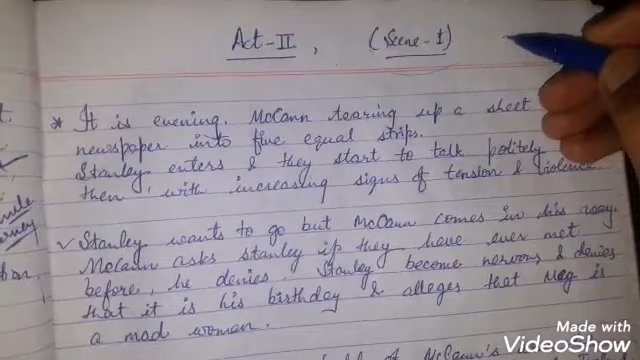 Act-II, (Scene-1)
* It is evening. McCann tearing up a sheet
newspaper into five equal strips.
Stanley enters & they start to talk politely
then, with increasing signs of tension & violence
✓ Stanley wants to go but McCann comes in his way.
McCann asks stanley if they have ever met
before, he denies. Stanley become nervous & denies
that it is his birthday & alleges that Meg is
a mad woman.
of McCann's
Made with
VideoShow